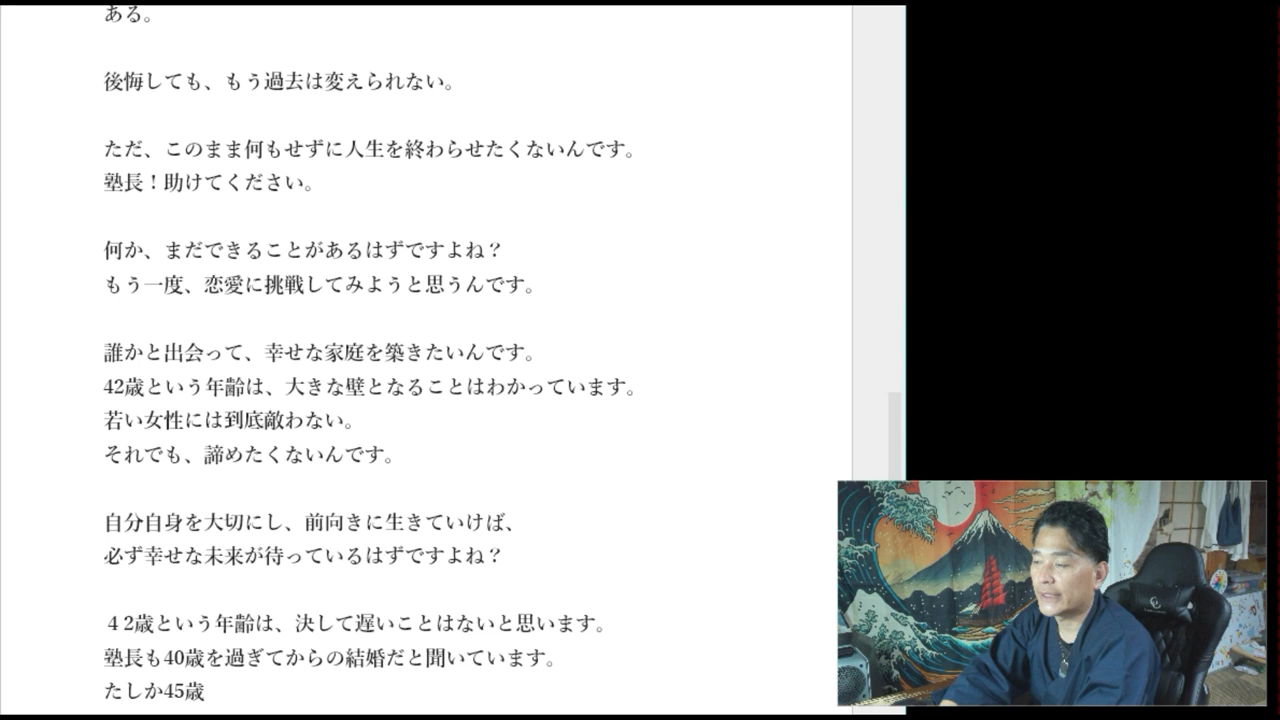 ある。
後悔しても、もう過去は変えられない。
ただ、このまま何もせずに人生を終わらせたくないんです。
塾長！助けてください。
何か、まだできることがあるはずですよね？
もう一度、恋愛に挑戦してみようと思うんです。
誰かと出会って、幸せな家庭を築きたいんです。
42歳という年齢は、大きな壁となることはわかっています。
若い女性には到底敵わない。
それでも、諦めたくないんです。
自分自身を大切にし、前向きに生きていけば、
必ず幸せな未来が待っているはずですよね？
４2歳という年齢は、決して遅いことはないと思います。
塾長も40歳を過ぎてからの結婚だと聞いています。
たしか45歳